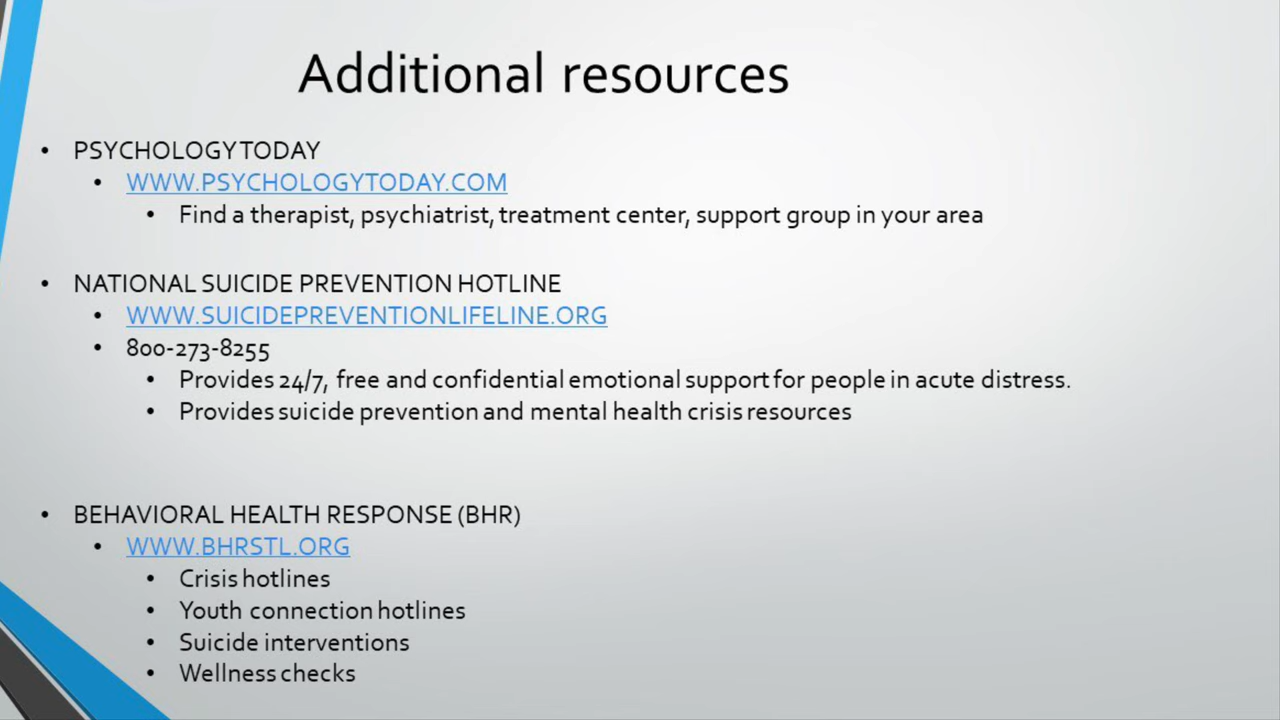 Additional resources
• PSYCHOLOGY TODAY
• WWW.PSYCHOLOGYTODAY.COM
• Find a therapist, psychiatrist, treatment center, support group in your area
• NATIONAL SUICIDE PREVENTION HOTLINE
• WWW.SUICIDEPREVENTIONLIFELINE.ORG
• 800-273-8255
• Provides 24/7, free and confidential emotional support for people in acute distress.
• Provides suicide prevention and mental health crisis resources
• BEHAVIORAL HEALTH RESPONSE (BHR)
• WWW.BHRSTL.ORG
• Crisis hotlines
• Youth connection hotlines
• Suicide interventions
• Wellness checks